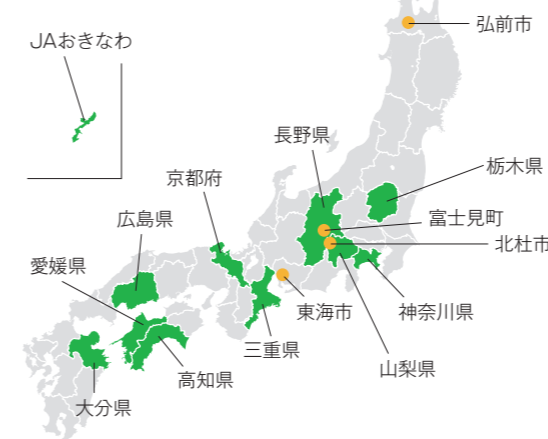 弘前市
JAおきなわ
長野県
栃木県
京都府
富士見町
広島県
北杜市
愛媛県
東海市
神奈川県
三重県
山梨県
高知県
大分県